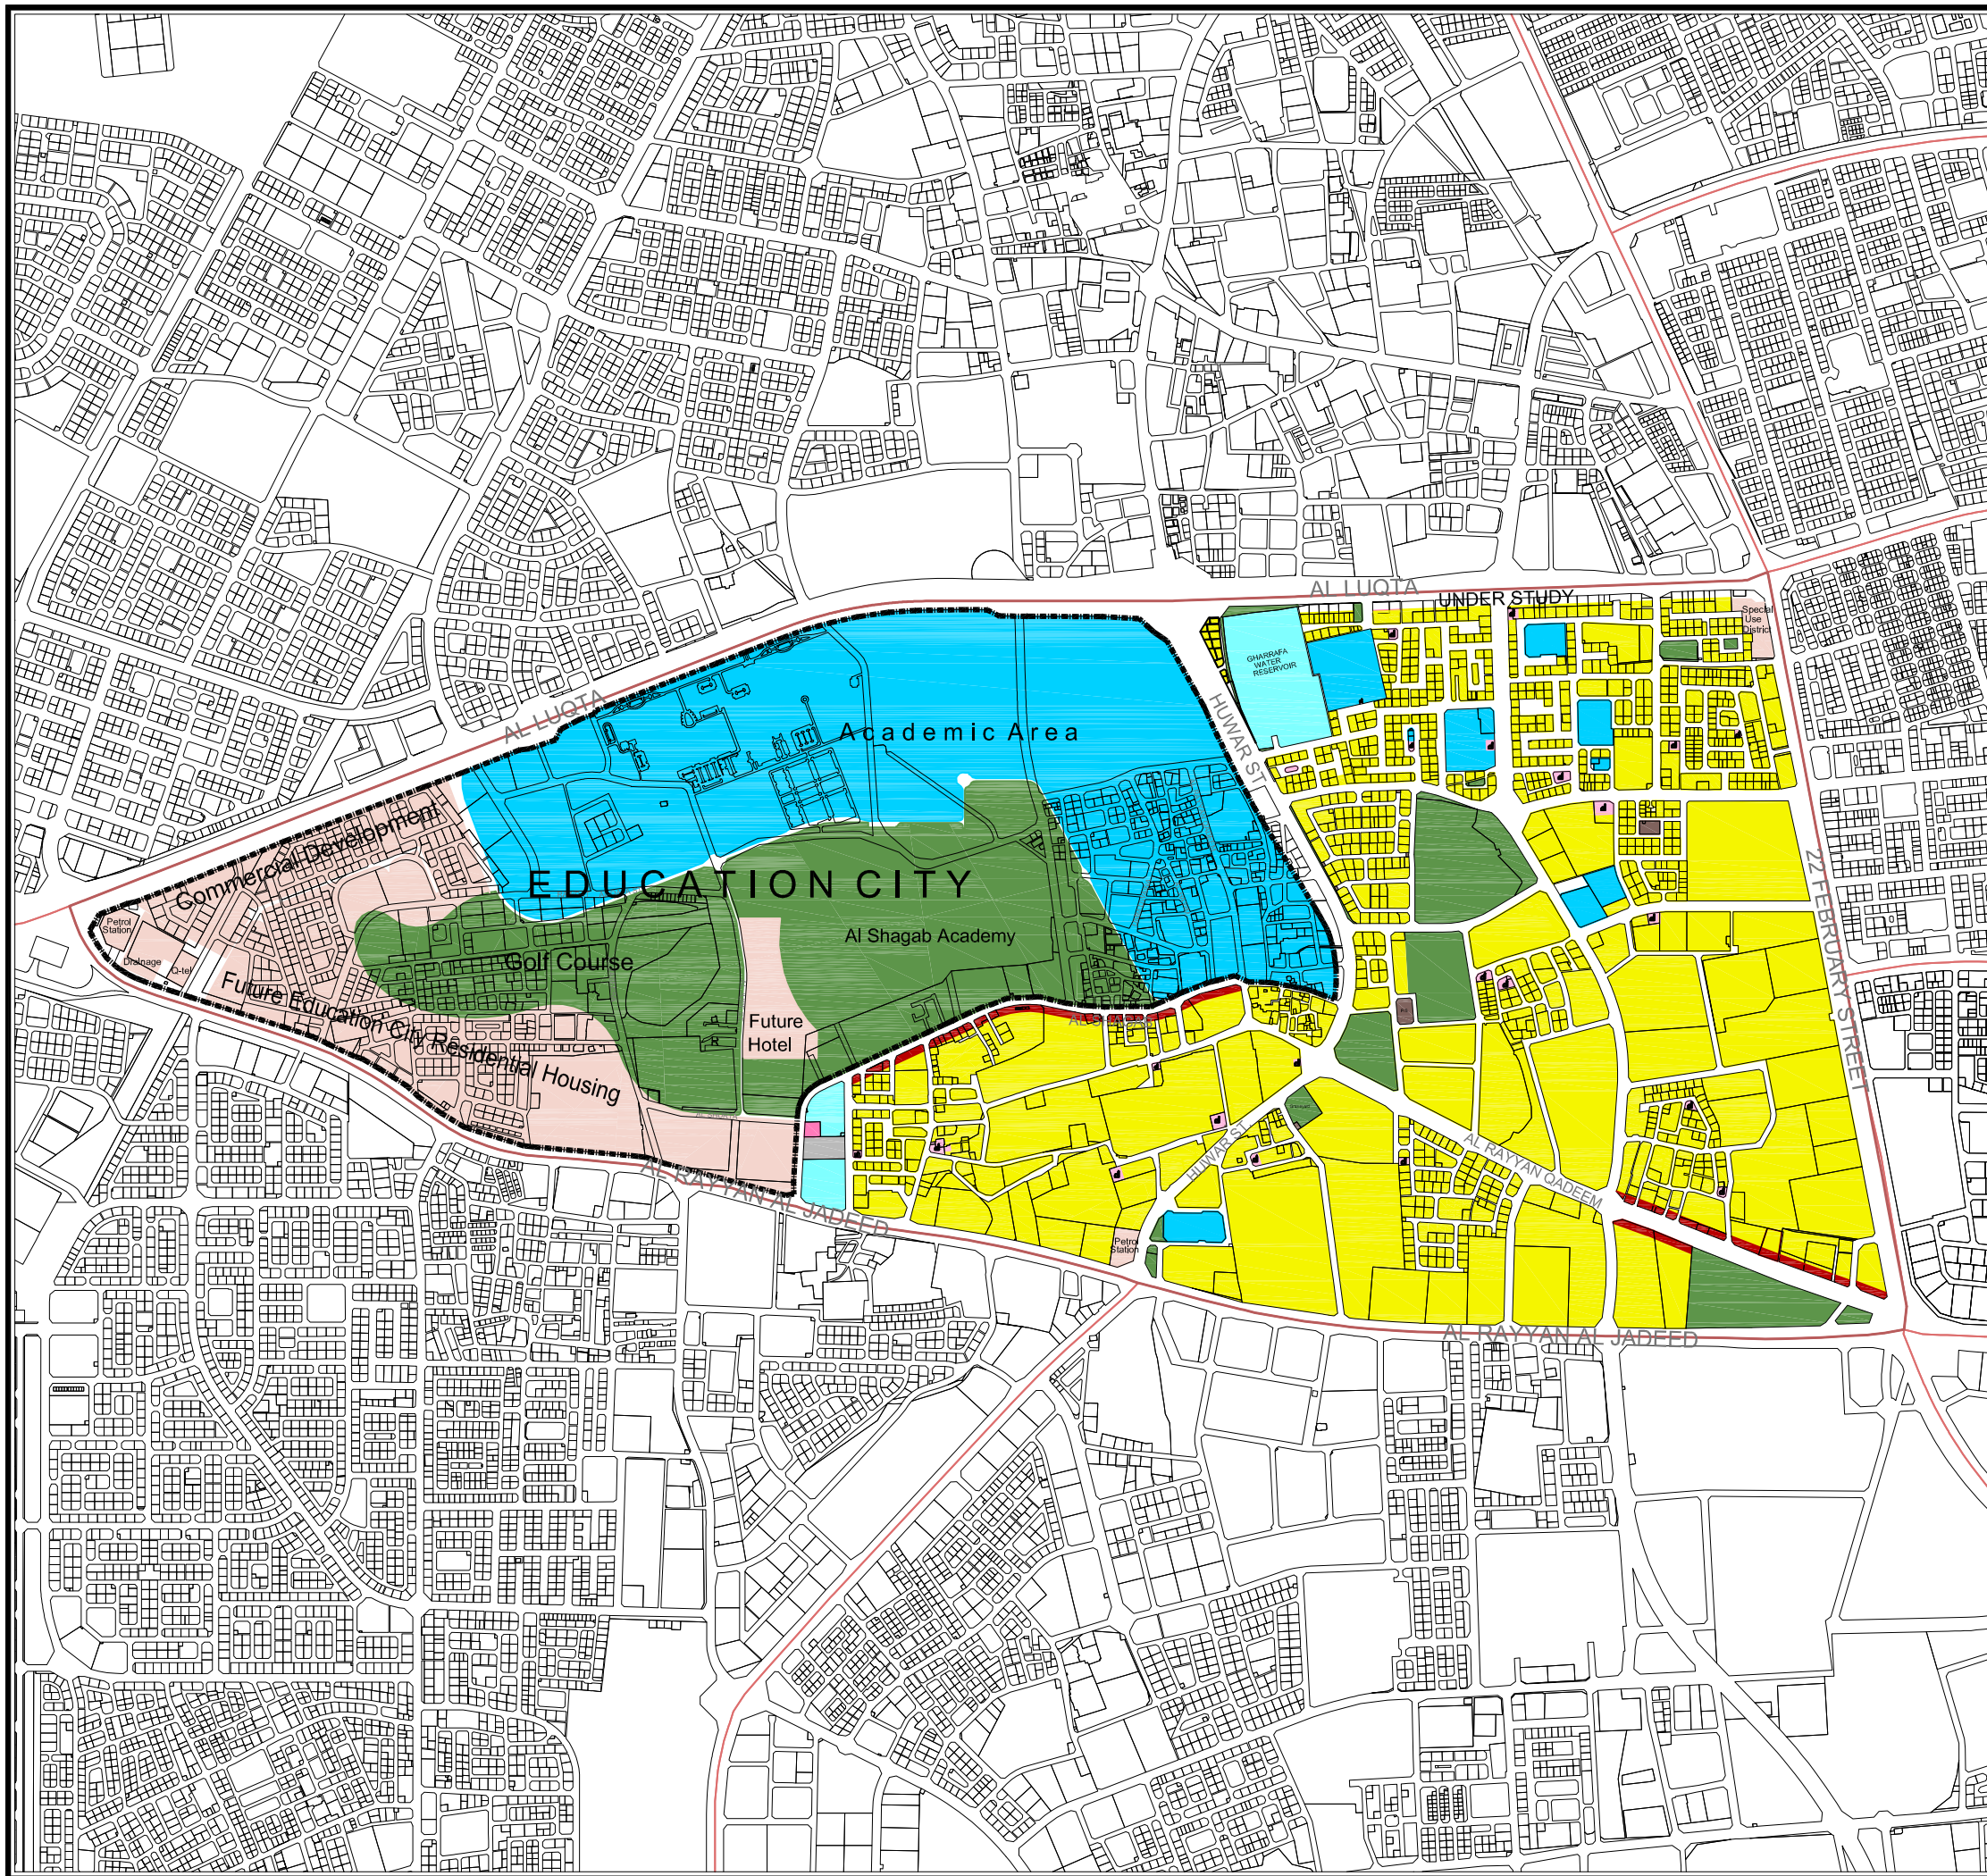 AL LUQTA
UNDER STUDY
Special
Use
District
GHARRAFA
WATER
RESERVOIR
AL LUQTA
HUWAR ST
Academic Area
Commercial Development
EDUCATION CITY
22 FEBRUARY STREET
Petrol
Station
Al Shagab Academy
Golf Course
Drainage
Q-tel
Future Education City Residential Housing
Future
Hotel
HUWAR ST
AL RAYYAN QADEEM
AL RAYYAN AL JADEED
Petrol
Station
AL RAYYAN AL JADEED